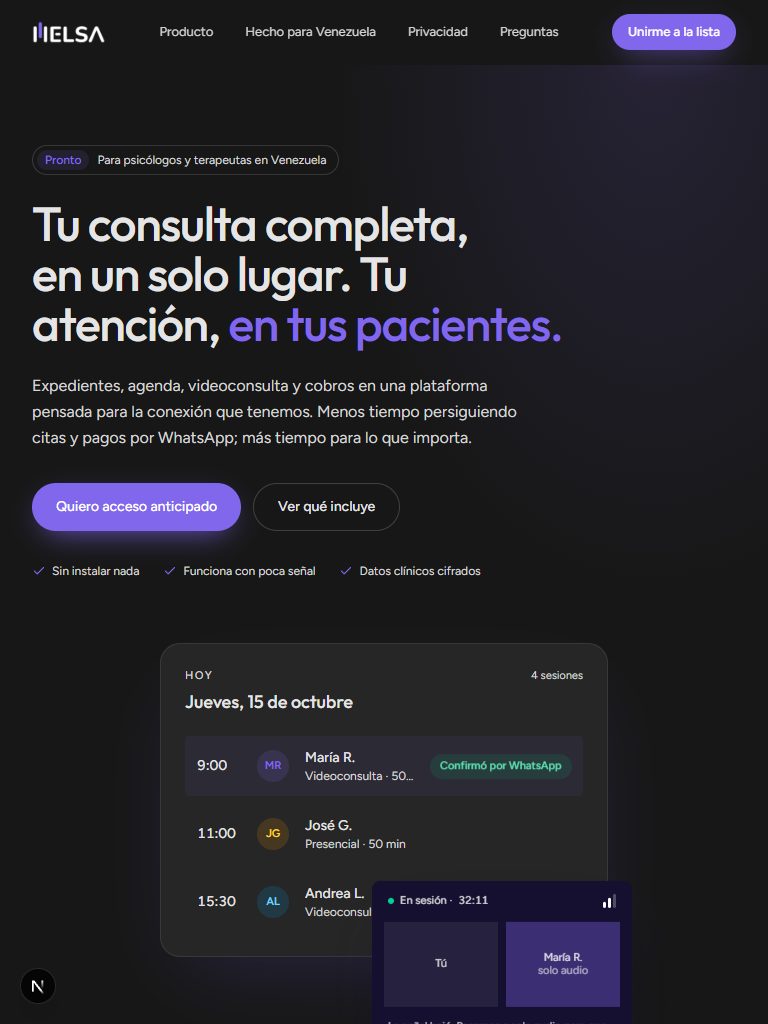 HELSA
Producto
Hecho para Venezuela
Privacidad
Preguntas
Unirme a la lista
Pronto
Para psicólogos y terapeutas en Venezuela
Tu consulta completa,
en un solo lugar. Tu
atención, en tus pacientes.
Expedientes, agenda, videoconsulta y cobros en una plataforma
pensada para la conexión que tenemos. Menos tiempo persiguiendo
citas y pagos por WhatsApp; más tiempo para lo que importa.
Quiero acceso anticipado
Ver qué incluye
Sin instalar nada
Funciona con poca señal
Datos clínicos cifrados
HOY
4 sesiones
Jueves, 15 de octubre
9:00
MR
María R.
Videoconsulta · 50...
Confirmó por WhatsApp
11:00
JG
José G.
Presencial · 50 min
15:30
AL
Andrea L.
Videoconsul
En sesión · 32:11
Tú
María R.
solo audio
N